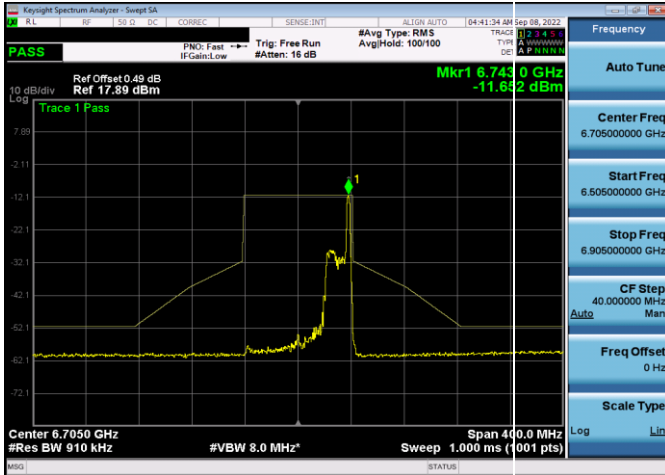 Keysight Spectrum Analyzer - Swept SA
RL RF 50 Ω DC CORREC SENSE:INT ALIGN AUTO 04:41:34 AM Sep 08, 2022
Frequency
PASS
PNO: Fast
IFGain:Low
Trig: Free Run
#Atten: 16 dB
#Avg Type: RMS
Avg|Hold: 100/100
TRACE 1 2 3 4 5 6
TYPE A WWWWW
DET A P NNNN
Auto Tune
Ref Offset 0.49 dB
10 dB/div Ref 17.89 dBm
Log
Mkr1 6.743 0 GHz
-11.652 dBm
Trace 1 Pass
7.89
-2.11
-12.1
-22.1
-32.1
-42.1
-52.1
-62.1
-72.1
1
Center Freq
6.705000000 GHz
Start Freq
6.505000000 GHz
Stop Freq
6.905000000 GHz
CF Step
40.000000 MHz
Auto Man
Freq Offset
0 Hz
Scale Type
Log Lin
Center 6.7050 GHz Span 400.0 MHz
#Res BW 910 kHz #VBW 8.0 MHz* Sweep 1.000 ms (1001 pts)
MSG STATUS